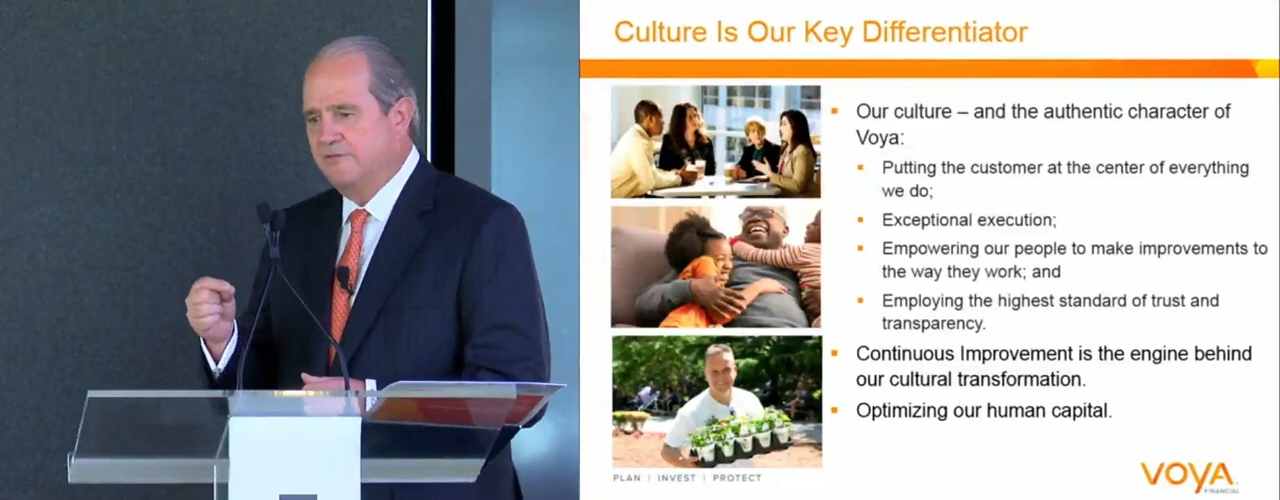 Culture Is Our Key Differentiator
Our culture – and the authentic character of
Voya:
Putting the customer at the center of everything
we do;
Exceptional execution;
Empowering our people to make improvements to
the way they work; and
Employing the highest standard of trust and
transparency.
Continuous Improvement is the engine behind
our cultural transformation.
Optimizing our human capital.
PLAN | INVEST | PROTECT
VOYA
FINANCIAL